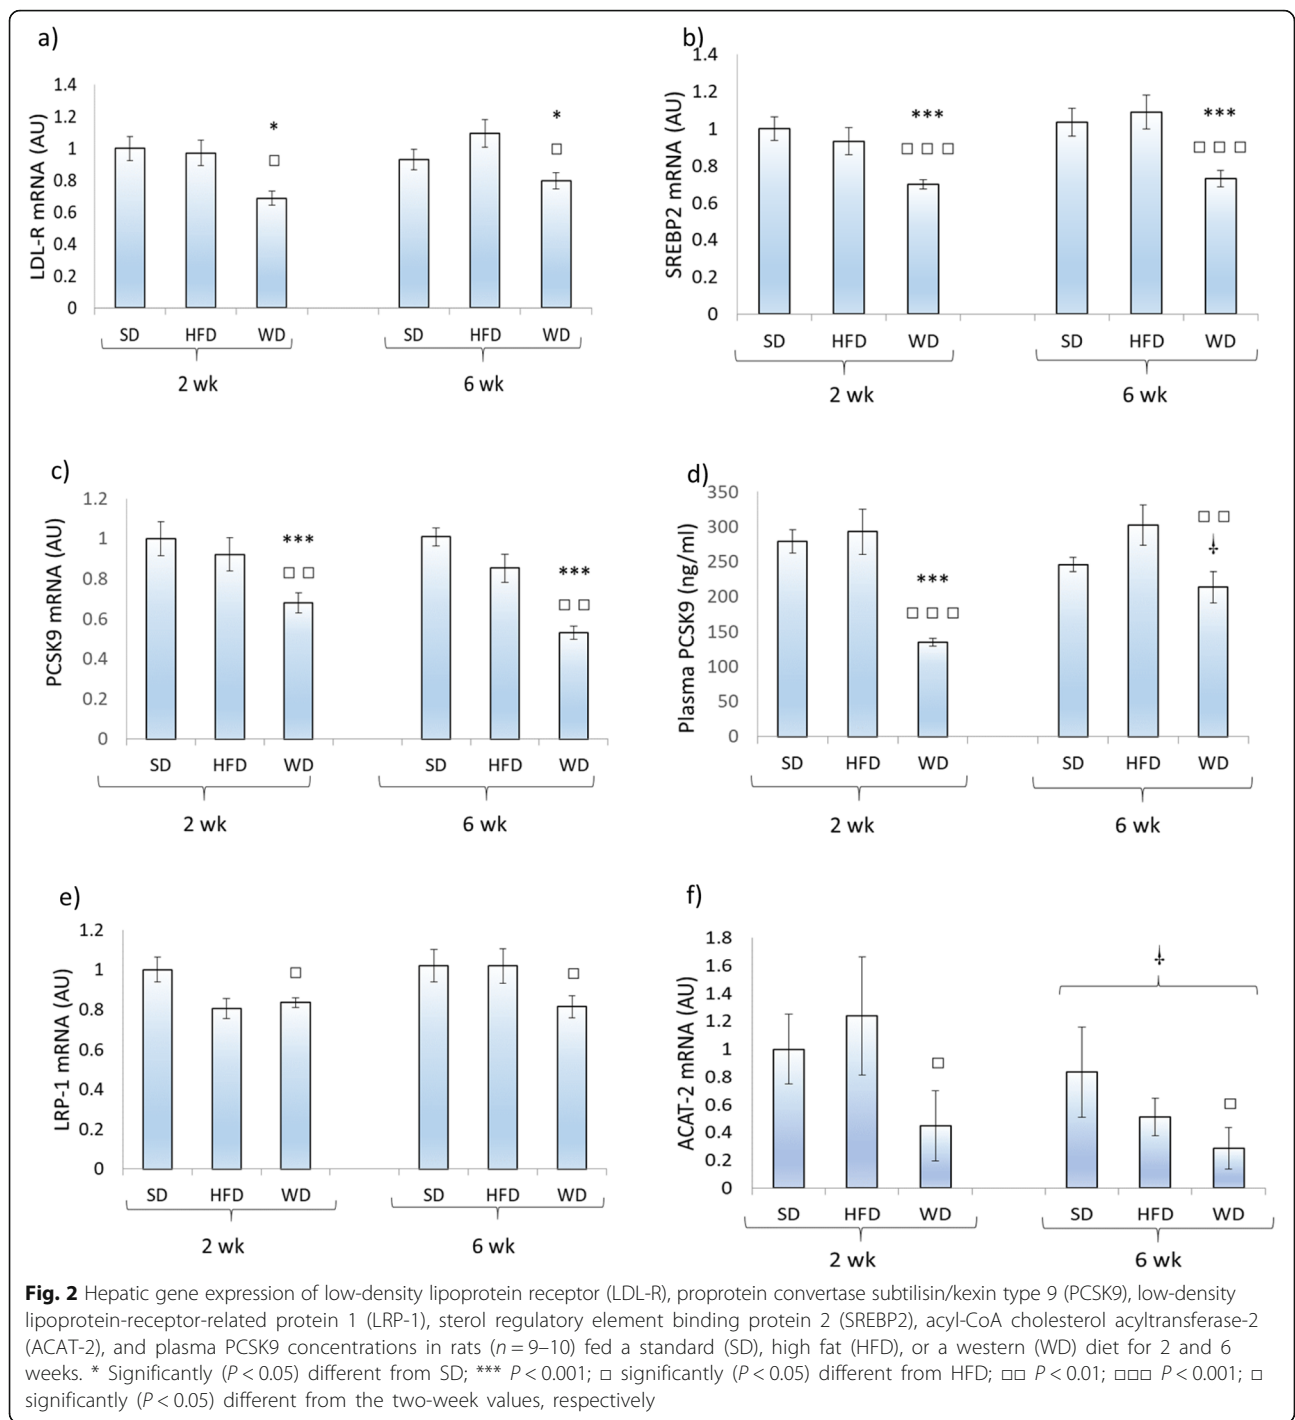 a)
LDL-R mRNA (AU)
1.4
1.2
1
0.8
0.6
0.4
0.2
0
*
□
*
□
SD HFD WD SD HFD WD
2 wk 6 wk
b)
SREBP2 mRNA (AU)
1.4
1.2
1
0.8
0.6
0.4
0.2
0
***
□ □ □
***
□ □ □
SD HFD WD SD HFD WD
2 wk 6 wk
c)
PCSK9 mRNA (AU)
1.2
1
0.8
0.6
0.4
0.2
0
***
□ □
***
□ □
SD HFD WD SD HFD WD
2 wk 6 wk
d)
Plasma PCSK9 (ng/ml)
350
300
250
200
150
100
50
0
***
□ □ □
□ □
⸸
SD HFD WD SD HFD WD
2 wk 6 wk
e)
LRP-1 mRNA (AU)
1.2
1
0.8
0.6
0.4
0.2
0
□
□
SD HFD WD SD HFD WD
2 wk 6 wk
f)
ACAT-2 mRNA (AU)
1.8
1.6
1.4
1.2
1
0.8
0.6
0.4
0.2
0
□
⸸
□
SD HFD WD SD HFD WD
2 wk 6 wk
Fig. 2 Hepatic gene expression of low-density lipoprotein receptor (LDL-R), proprotein convertase subtilisin/kexin type 9 (PCSK9), low-density
lipoprotein-receptor-related protein 1 (LRP-1), sterol regulatory element binding protein 2 (SREBP2), acyl-CoA cholesterol acyltransferase-2
(ACAT-2), and plasma PCSK9 concentrations in rats (n = 9–10) fed a standard (SD), high fat (HFD), or a western (WD) diet for 2 and 6
weeks. * Significantly (P < 0.05) different from SD; *** P < 0.001; □ significantly (P < 0.05) different from HFD; □□ P < 0.01; □□□ P < 0.001; □
significantly (P < 0.05) different from the two-week values, respectively